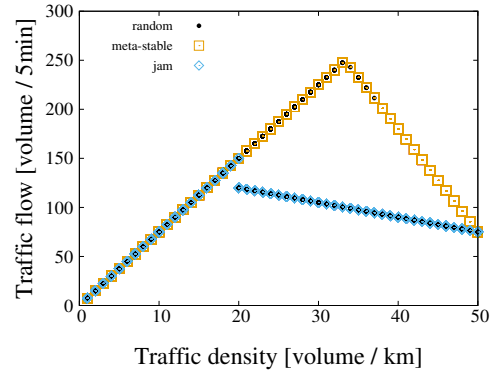 Traffic flow [volume / 5min]
300
250
200
150
100
50
0
random
meta-stable
jam
0 10 20 30 40 50
Traffic density [volume / km]